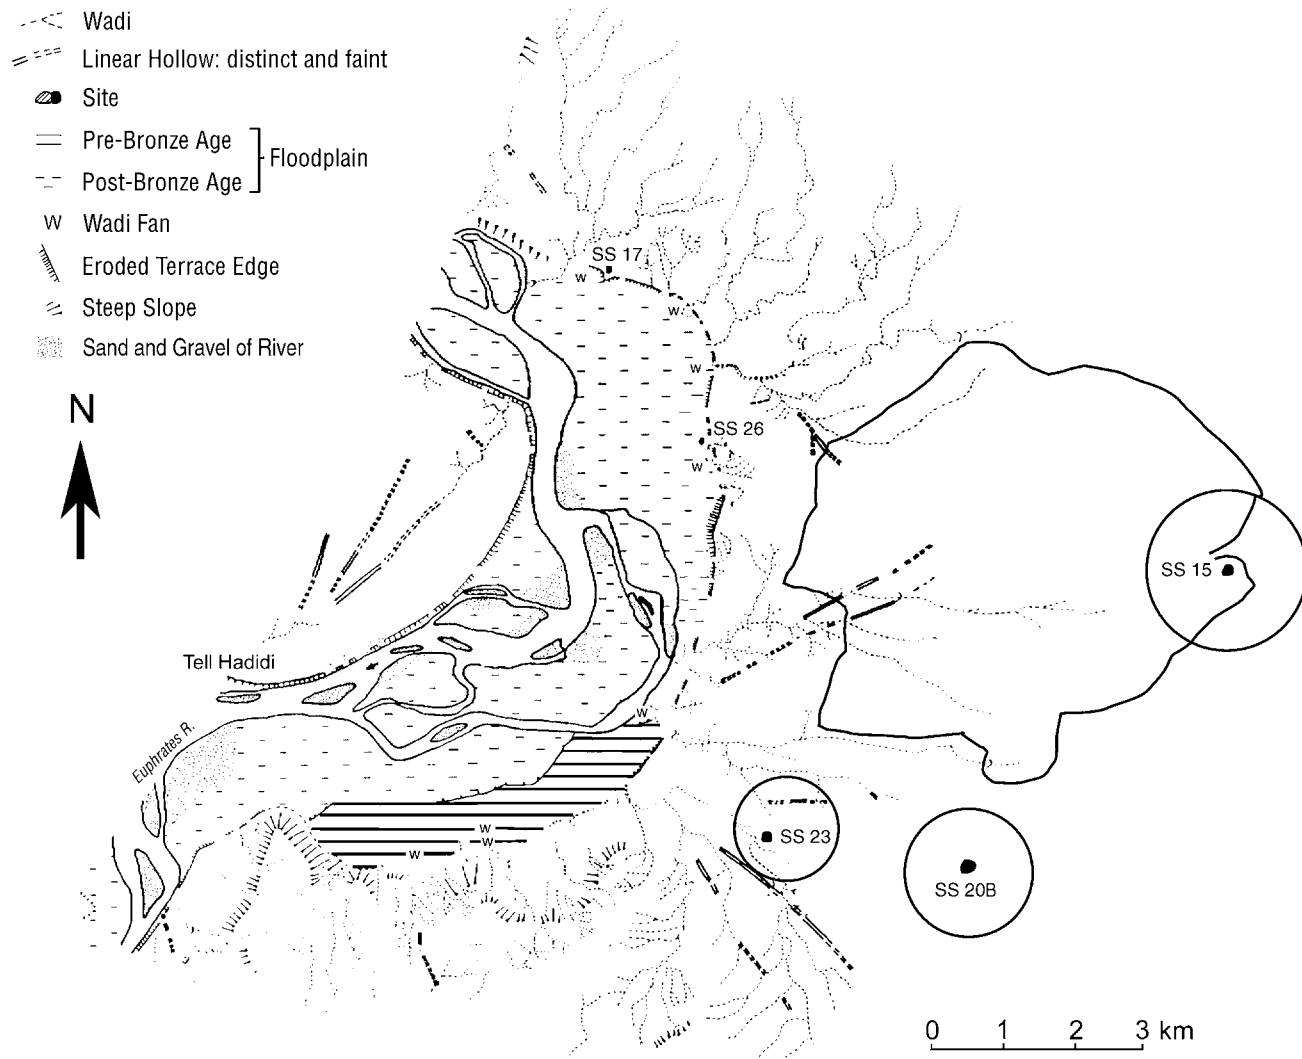 Wadi
Linear Hollow: distinct and faint
Site
Pre-Bronze Age
Floodplain
Post-Bronze Age
W Wadi Fan
Eroded Terrace Edge
Steep Slope
Sand and Gravel of River
N
SS 17
W
W
W
SS 26
W
SS 15
Tell Hadidi
W
Euphrates R.
W
W
W
SS 23
SS 20B
0 1 2 3 km